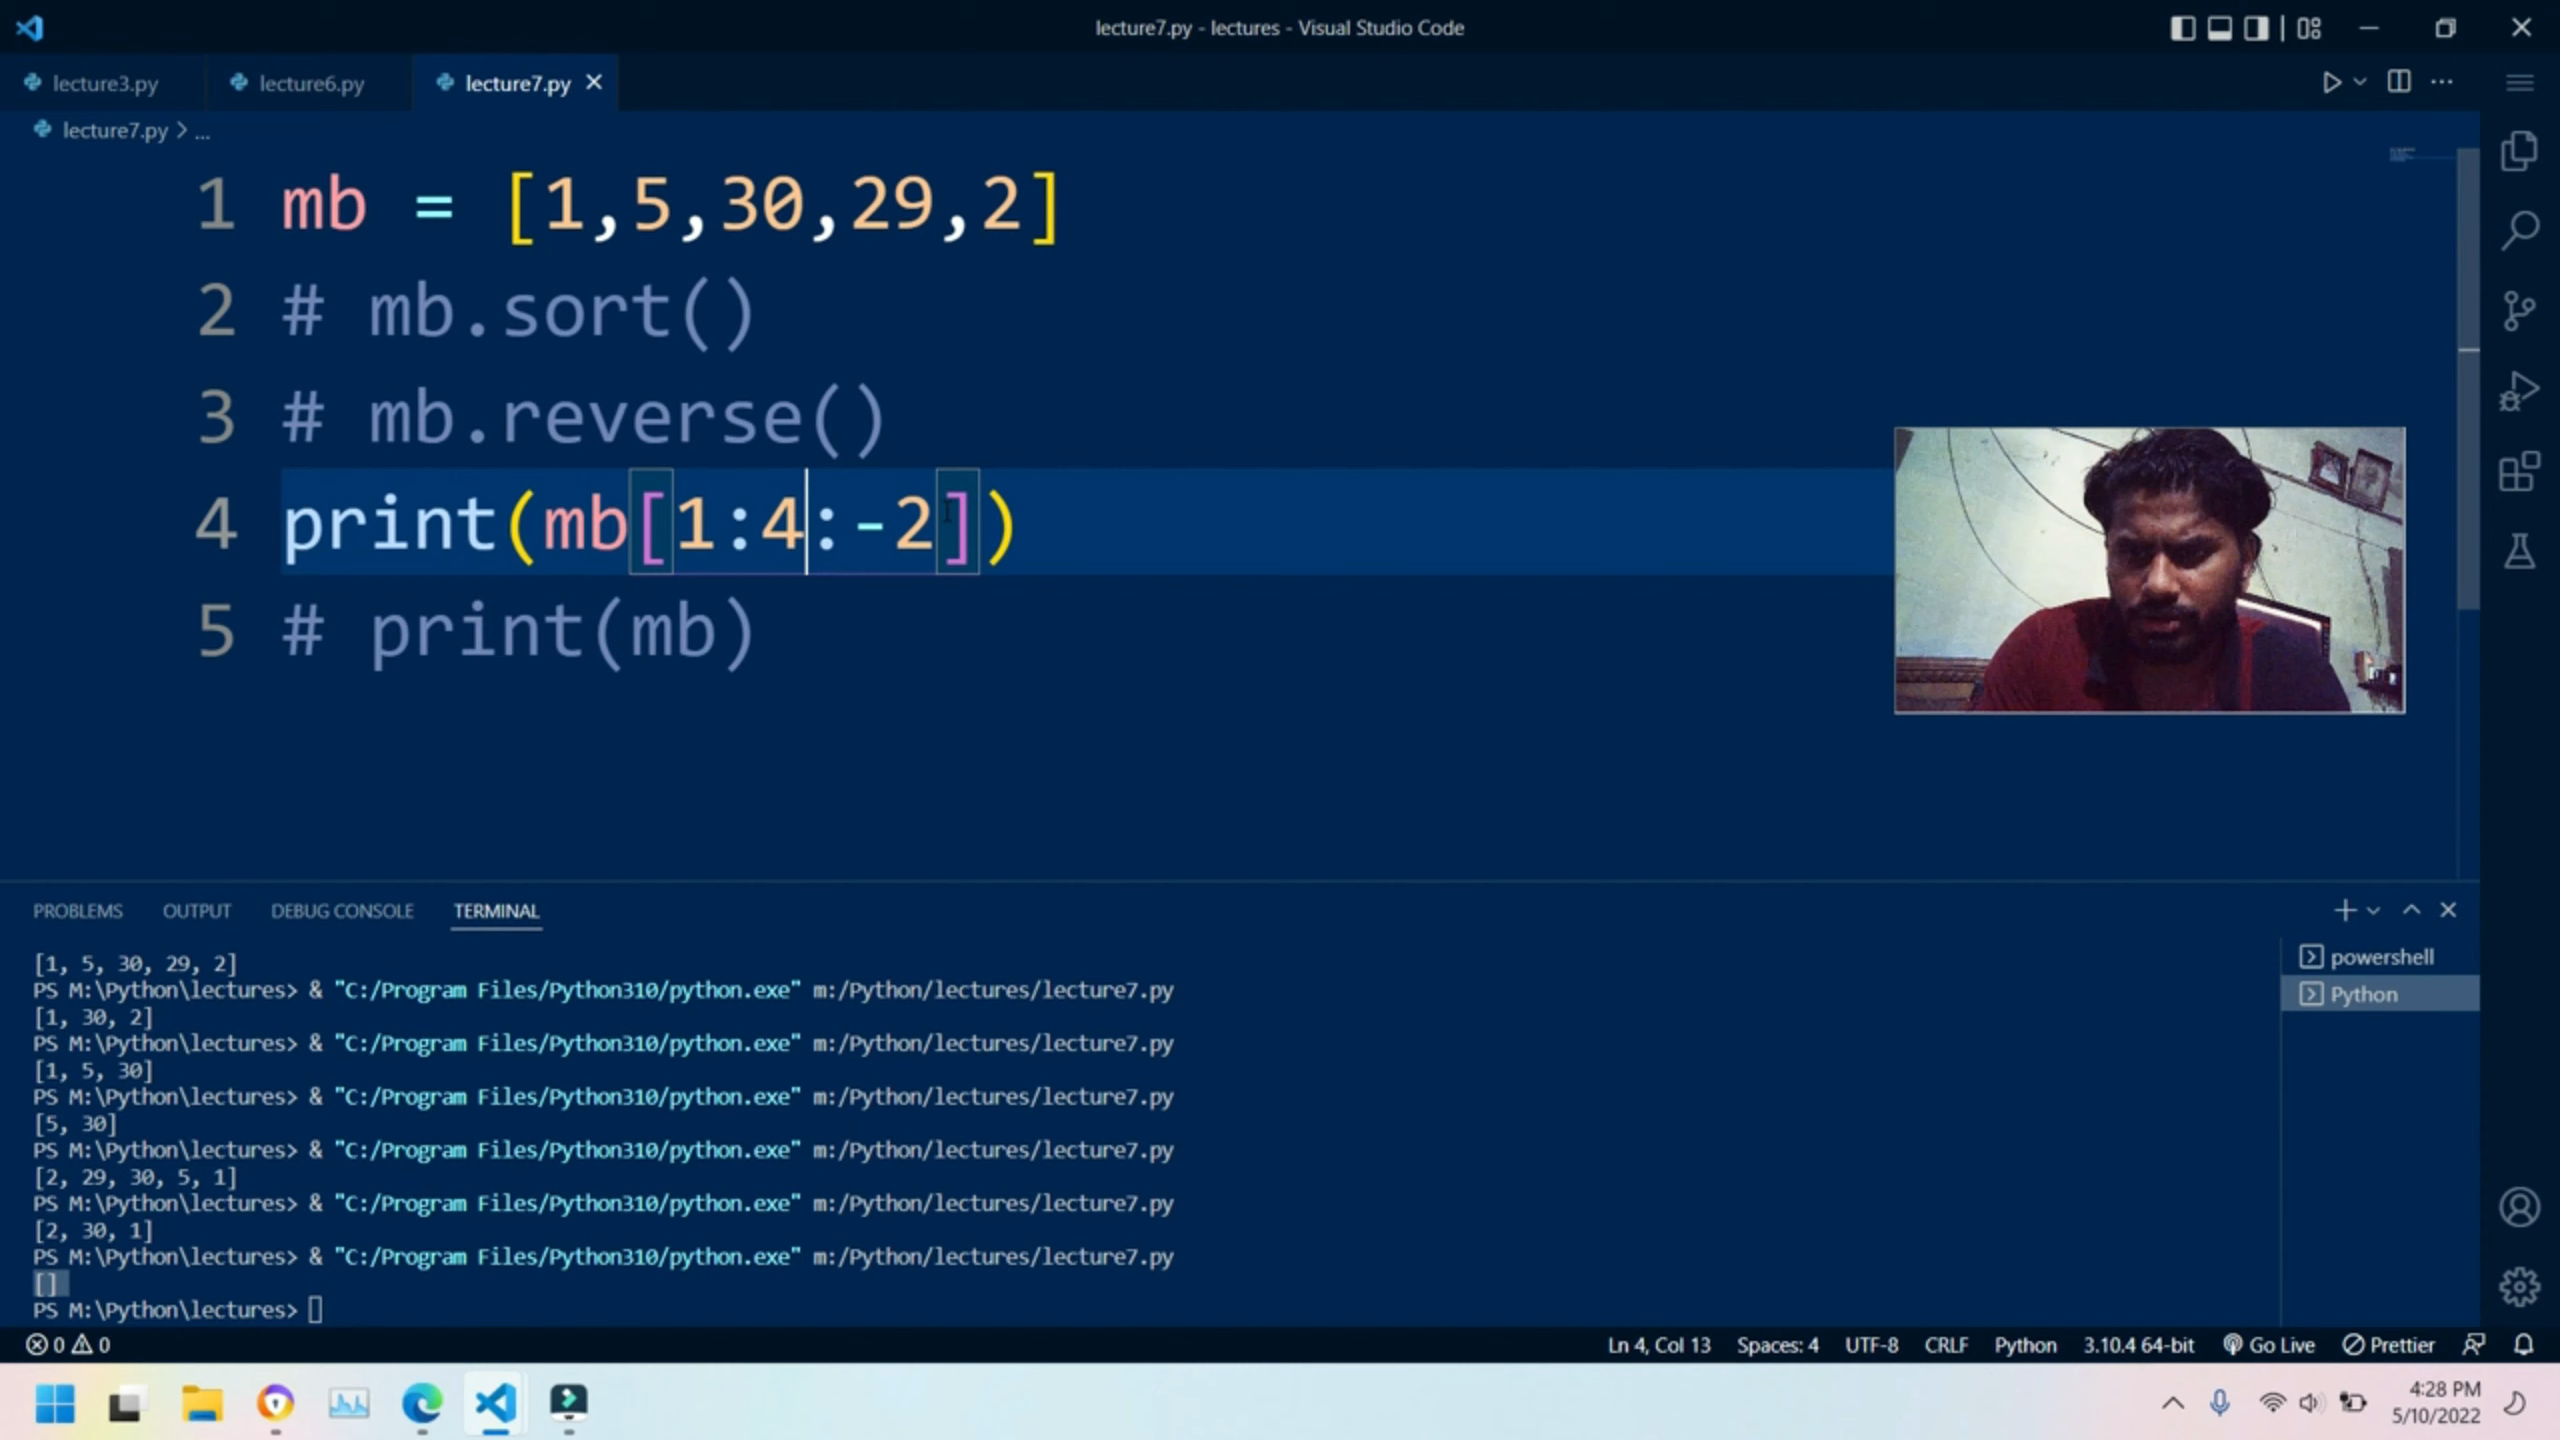 lecture7.py - lectures - Visual Studio Code
lecture3.py
lecture6.py
lecture7.py
lecture7.py > ...
1 mb = [1,5,30,29,2]
2 # mb.sort()
3 # mb.reverse()
4 print(mb[1:4:-2])
5 # print(mb)
PROBLEMS OUTPUT DEBUG CONSOLE TERMINAL
[1, 5, 30, 29, 2]
PS M:\Python\lectures> & "C:/Program Files/Python310/python.exe" m:/Python/lectures/lecture7.py
[1, 30, 2]
PS M:\Python\lectures> & "C:/Program Files/Python310/python.exe" m:/Python/lectures/lecture7.py
[1, 5, 30]
PS M:\Python\lectures> & "C:/Program Files/Python310/python.exe" m:/Python/lectures/lecture7.py
[5, 30]
PS M:\Python\lectures> & "C:/Program Files/Python310/python.exe" m:/Python/lectures/lecture7.py
[2, 29, 30, 5, 1]
PS M:\Python\lectures> & "C:/Program Files/Python310/python.exe" m:/Python/lectures/lecture7.py
[2, 30, 1]
PS M:\Python\lectures> & "C:/Program Files/Python310/python.exe" m:/Python/lectures/lecture7.py
[]
PS M:\Python\lectures>
powershell
Python
0 0
Ln 4, Col 13 Spaces: 4 UTF-8 CRLF Python 3.10.4 64-bit Go Live Prettier
4:28 PM
5/10/2022